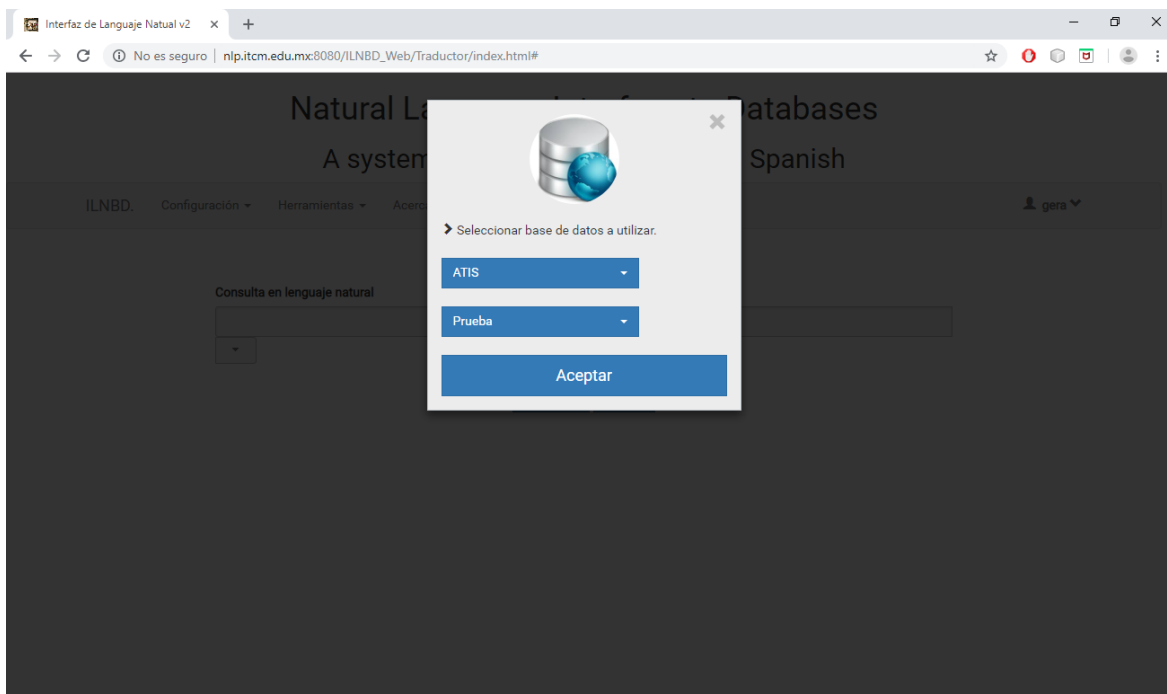 Interfaz de Languaje Natual v2
No es seguro | nlp.itcm.edu.mx:8080/ILNBD_Web/Traductor/index.html#
Natural La atabases
A system Spanish
ILNBD. Configuración Herramientas Acerc gera
Seleccionar base de datos a utilizar.
ATIS
Consulta en lenguaje natural
Prueba
Aceptar